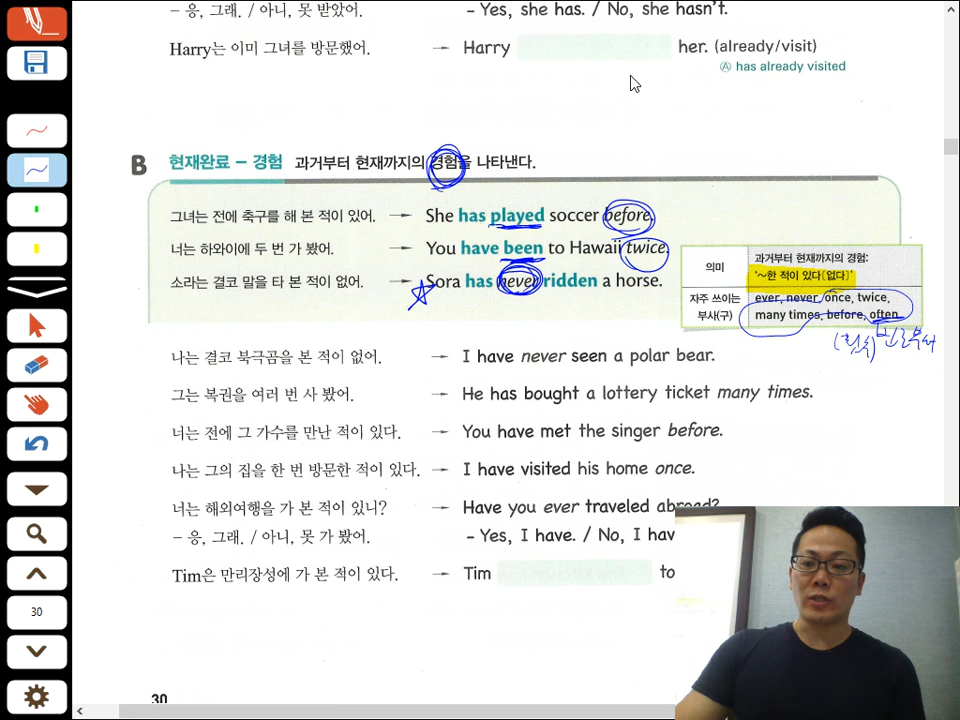 – 응, 그래. / 아니, 못 받았어. – Yes, she has. / No, she hasn't.
Harry는 이미 그녀를 방문했어. → Harry her. (already/visit)
Ⓐ has already visited
B 현재완료 – 경험 과거부터 현재까지의 경험을 나타낸다.
그녀는 전에 축구를 해 본 적이 있어. → She has played soccer before.
너는 하와이에 두 번 가 봤어. → You have been to Hawaii twice.
소라는 결코 말을 타 본 적이 없어. → Sora has never ridden a horse.
의미 과거부터 현재까지의 경험:
'~한 적이 있다[없다]'
자주 쓰이는 부사(구) ever, never, once, twice,
many times, before, often
(횟수) 빈도부사
나는 결코 북극곰을 본 적이 없어. → I have never seen a polar bear.
그는 복권을 여러 번 사 봤어. → He has bought a lottery ticket many times.
너는 전에 그 가수를 만난 적이 있다. → You have met the singer before.
나는 그의 집을 한 번 방문한 적이 있다. → I have visited his home once.
너는 해외여행을 가 본 적이 있니? → Have you ever traveled abroad?
– 응, 그래. / 아니, 못 가 봤어. – Yes, I have. / No, I hav
Tim은 만리장성에 가 본 적이 있다. → Tim to
30
30